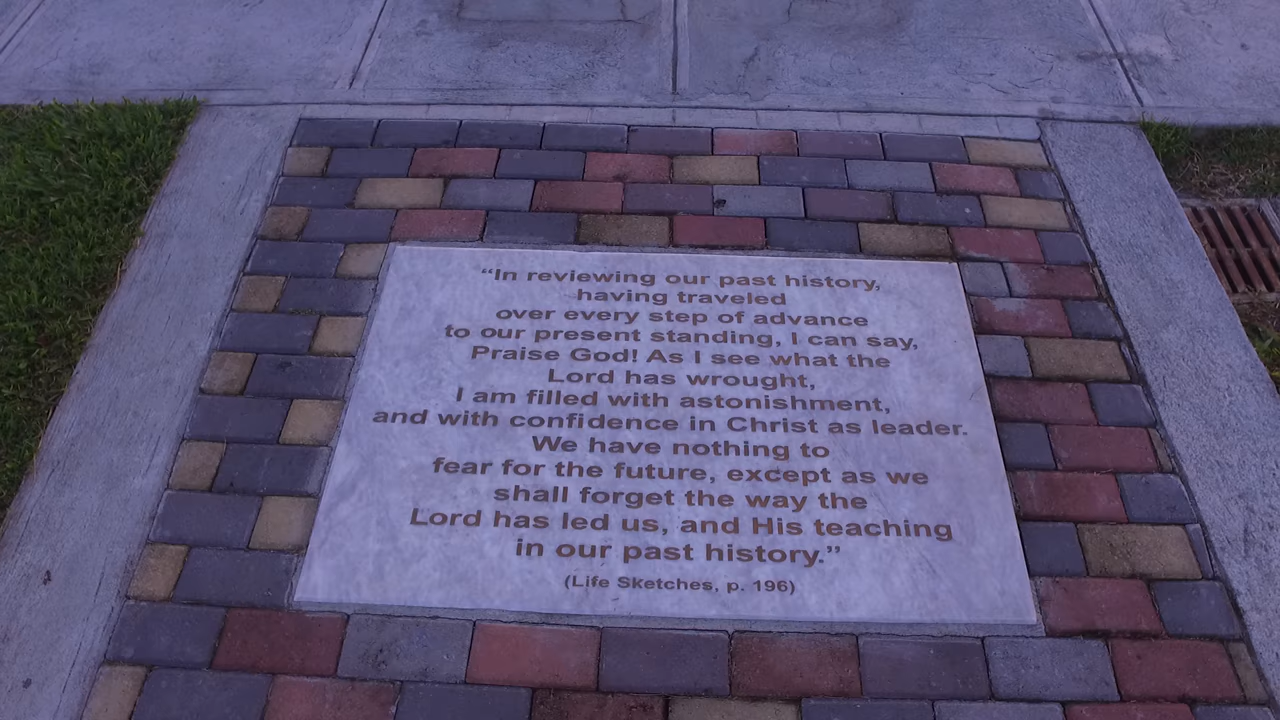 “In reviewing our past history,
having traveled
over every step of advance
to our present standing, I can say,
Praise God! As I see what the
Lord has wrought,
I am filled with astonishment,
and with confidence in Christ as leader.
We have nothing to
fear for the future, except as we
shall forget the way the
Lord has led us, and His teaching
in our past history.”
(Life Sketches, p. 196)